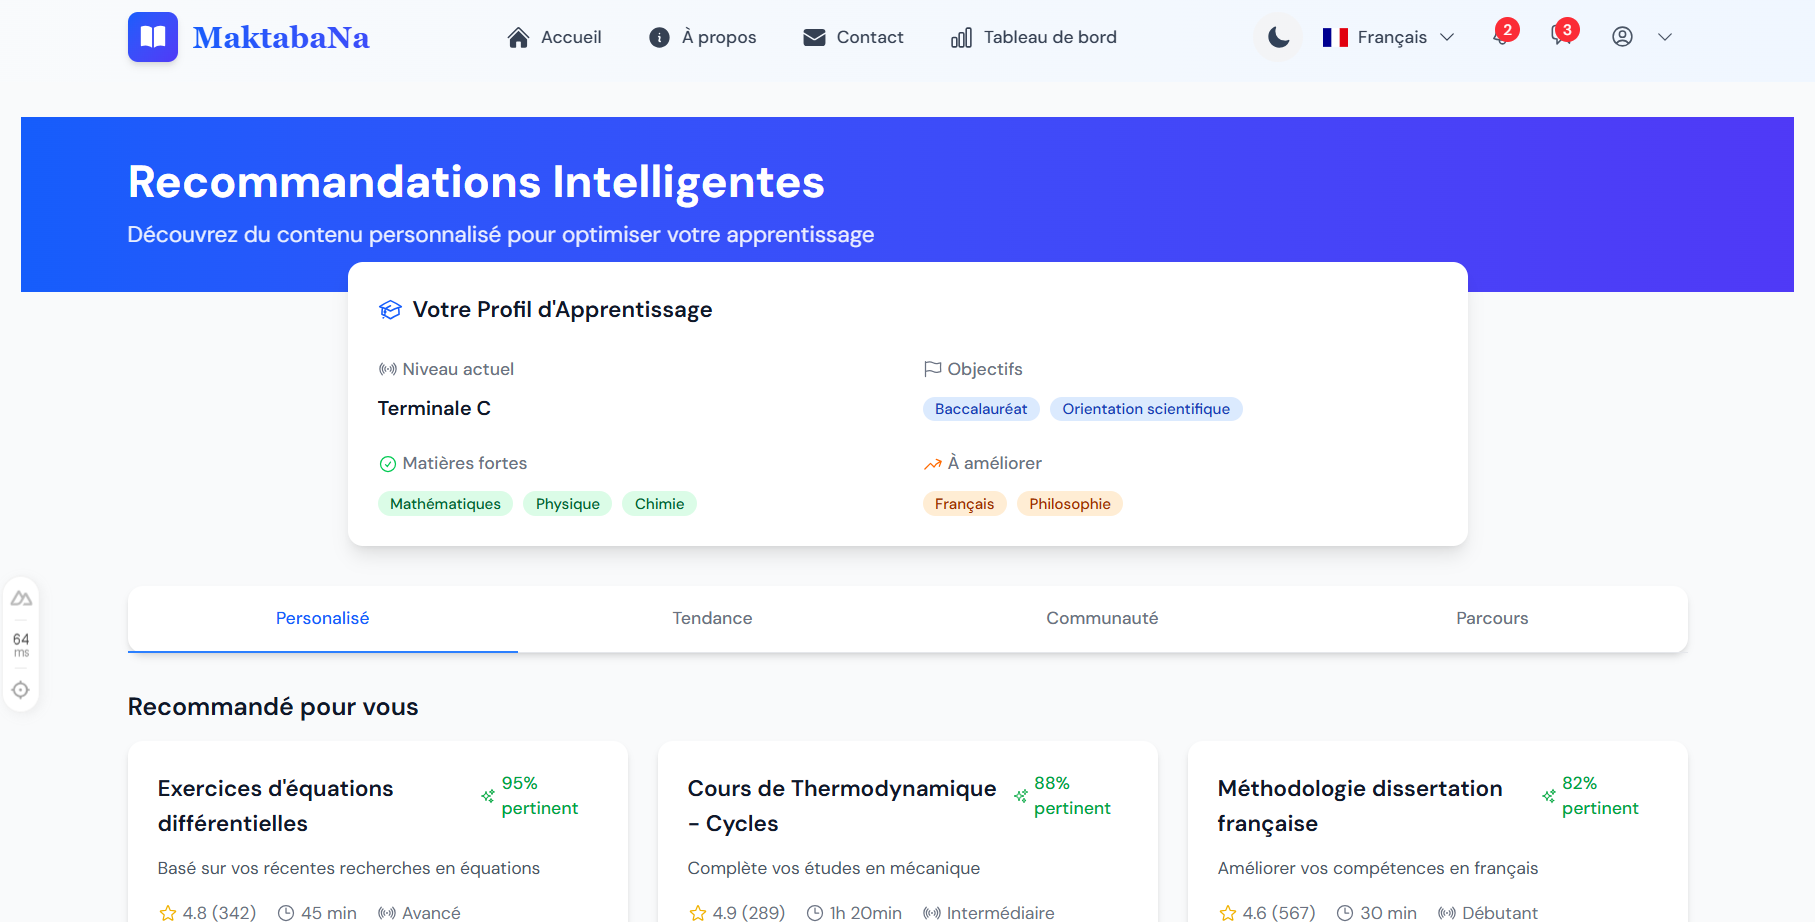 MaktabaNa
Accueil
À propos
Contact
Tableau de bord
Français
2
3
Recommandations Intelligentes
Découvrez du contenu personnalisé pour optimiser votre apprentissage
Votre Profil d'Apprentissage
Niveau actuel
Terminale C
Objectifs
Baccalauréat
Orientation scientifique
Matières fortes
Mathématiques
Physique
Chimie
À améliorer
Français
Philosophie
64
ms
Personalisé
Tendance
Communauté
Parcours
Recommandé pour vous
Exercices d'équations
différentielles
95%
pertinent
Basé sur vos récentes recherches en équations
4.8 (342)
45 min
Avancé
Cours de Thermodynamique
- Cycles
88%
pertinent
Complète vos études en mécanique
4.9 (289)
1h 20min
Intermédiaire
Méthodologie dissertation
française
82%
pertinent
Améliorer vos compétences en français
4.6 (567)
30 min
Débutant